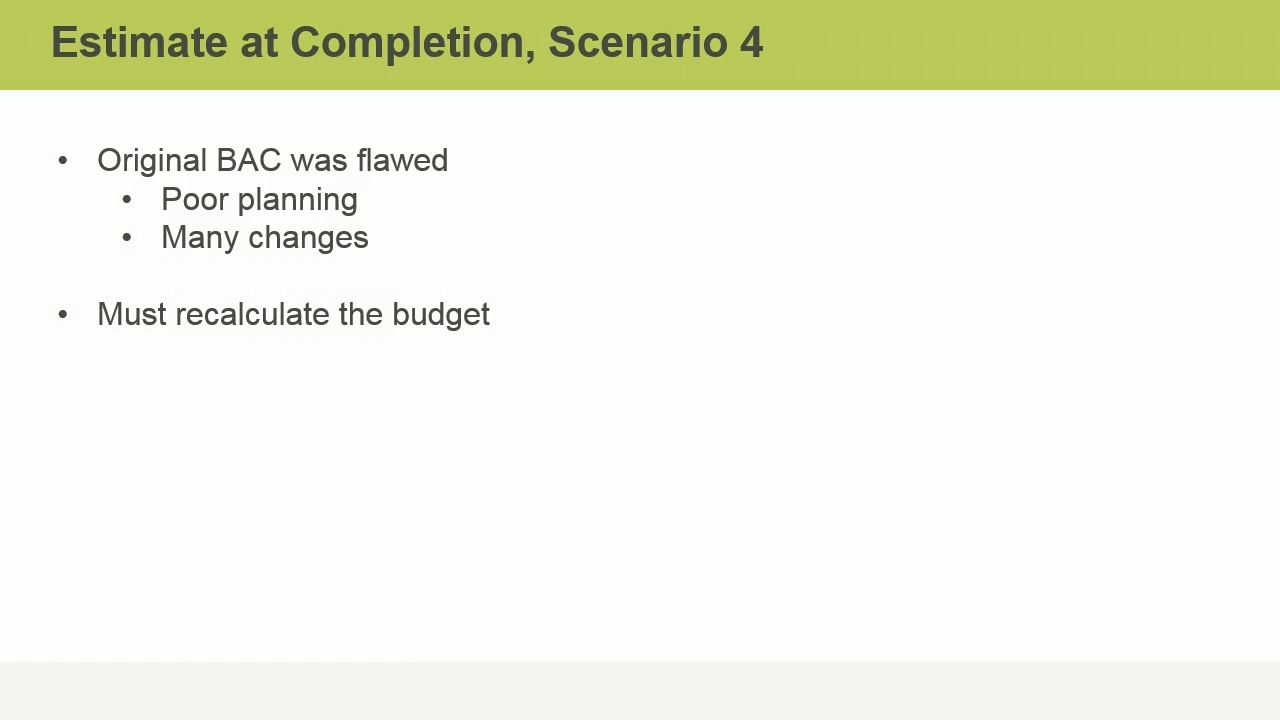 Estimate at Completion, Scenario 4
• Original BAC was flawed
• Poor planning
• Many changes
• Must recalculate the budget